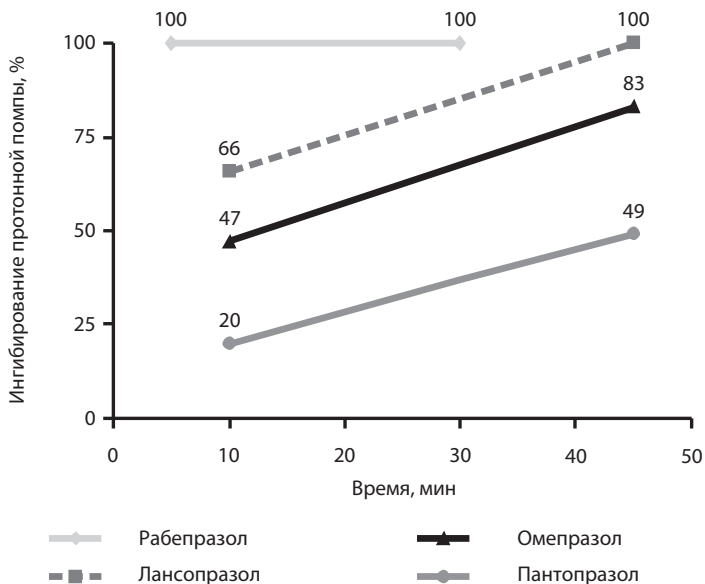 Ингибирование протонной помпы, %
100 100 100
100
83
75
66
47
50
49
25
20
0
0 10 20 30 40 50
Время, мин
Рабепразол Омепразол
Лансопразол Пантопразол